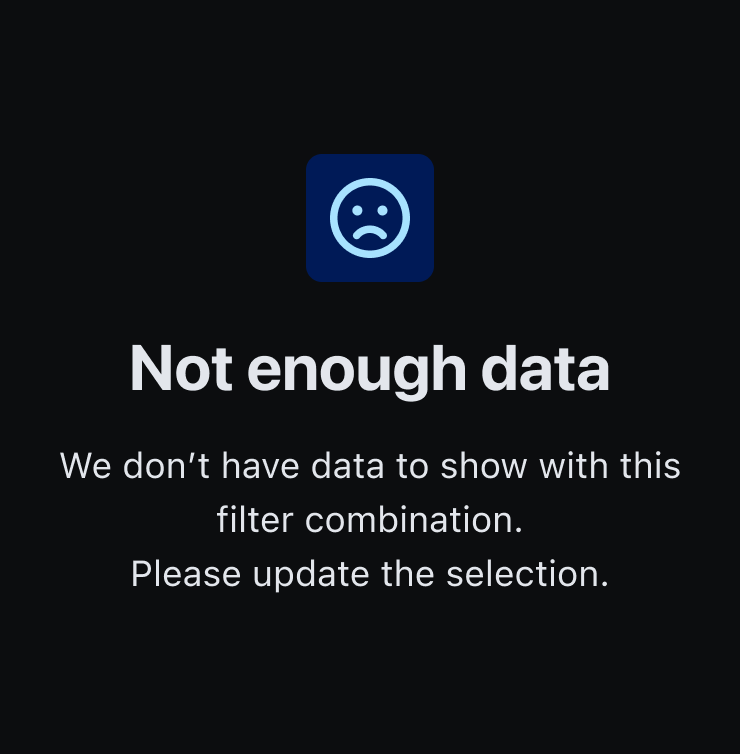 Not enough data
We don’t have data to show with this
filter combination.
Please update the selection.